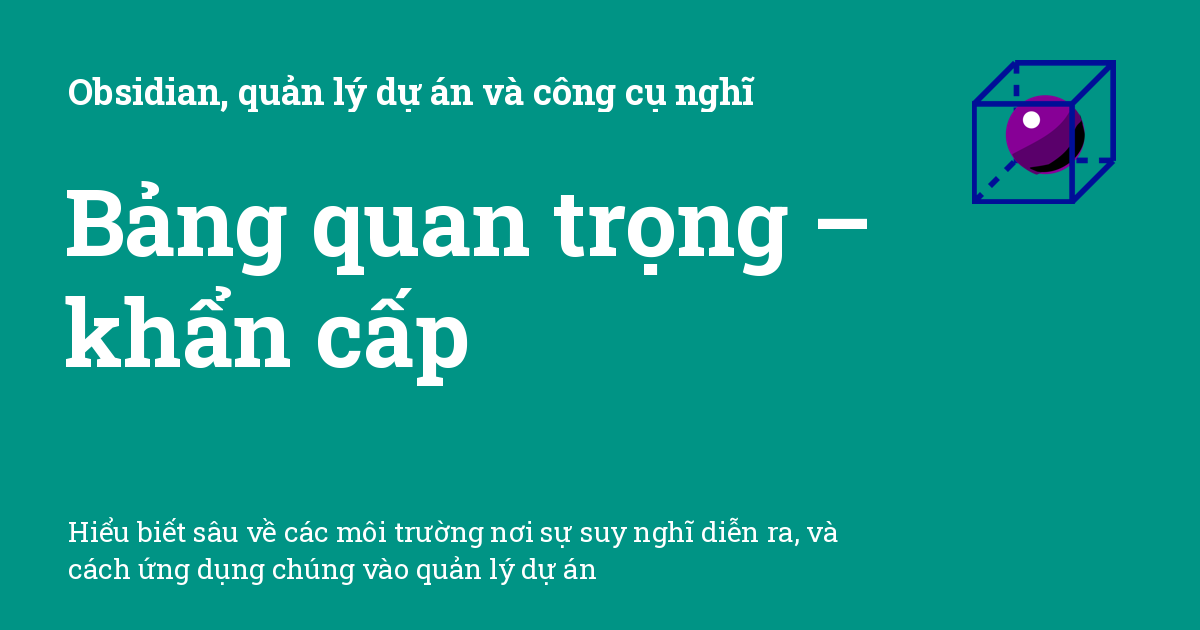 Obsidian, quản lý dự án và công cụ nghĩ
Bảng quan trọng –
khẩn cấp
Hiểu biết sâu về các môi trường nơi sự suy nghĩ diễn ra, và
cách ứng dụng chúng vào quản lý dự án